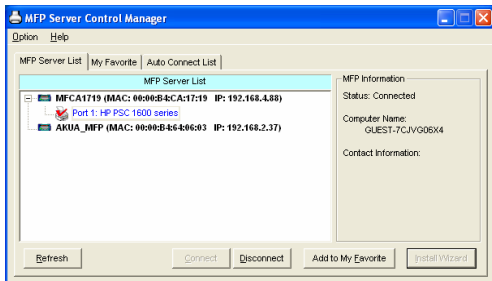 MFP Server Control Manager
Option Help
MFP Server List My Favorite Auto Connect List
MFP Server List
MFCA1719 (MAC: 00:00:B4:CA:17:19 IP: 192.168.4.88)
Port 1: HP PSC 1600 series
AKUA_MFP (MAC: 00:00:B4:64:06:03 IP: 192.168.2.37)
MFP Information
Status: Connected
Computer Name:
GUEST-7CJVG06X4
Contact Information:
Refresh Connect Disconnect Add to My Favorite Install Wizard